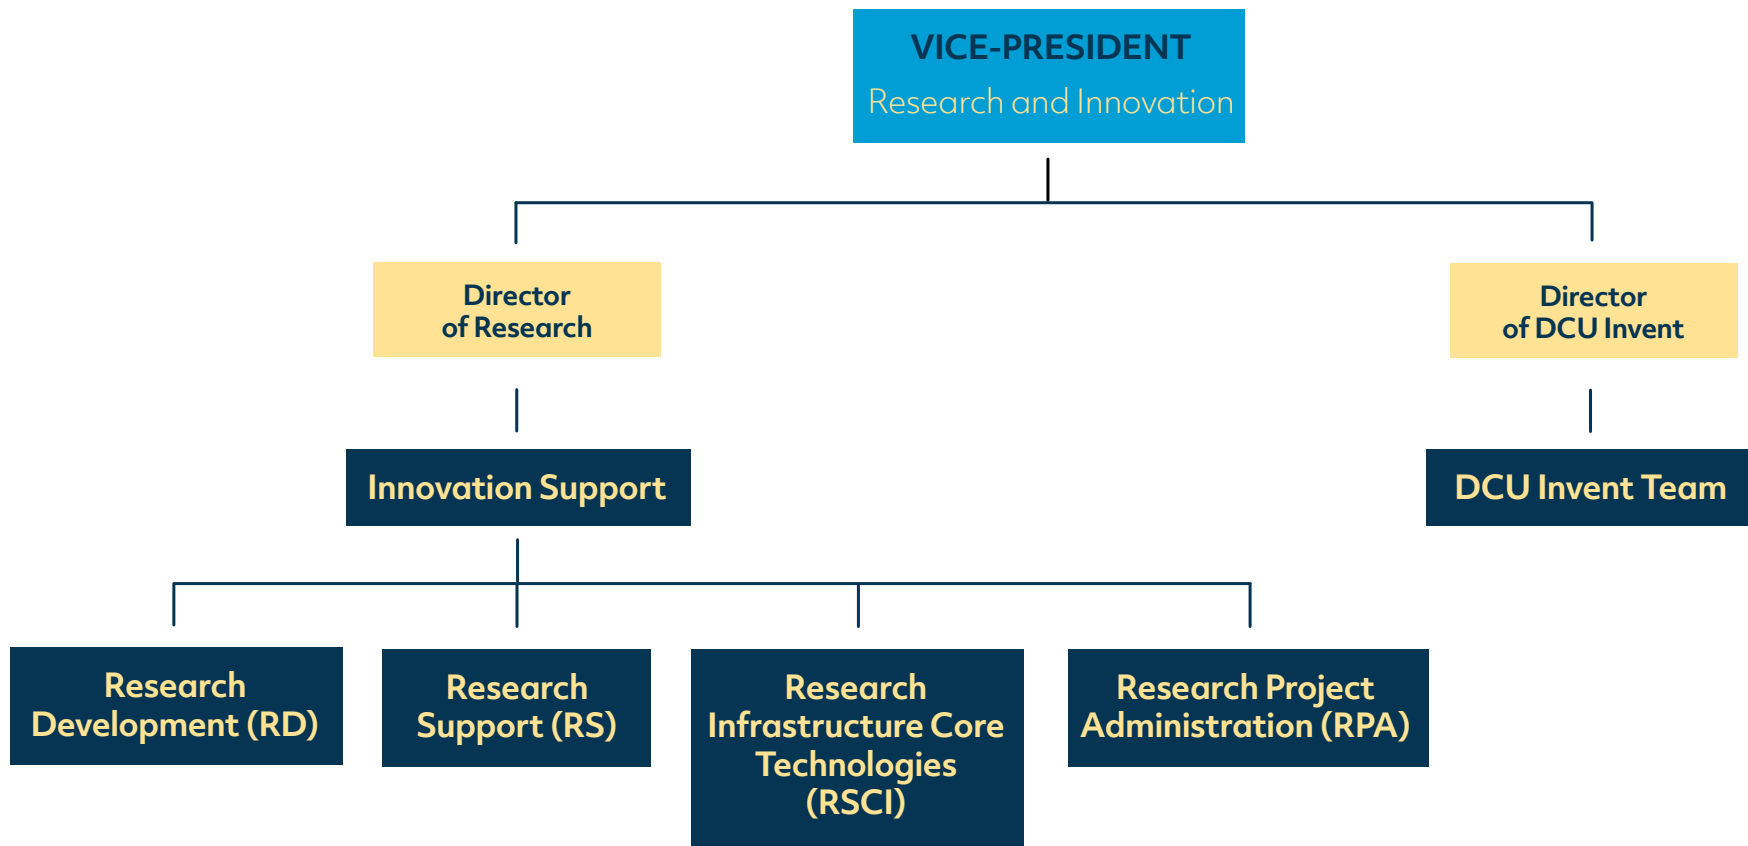 VICE-PRESIDENT
Research and Innovation
Director
of Research
Director
of DCU Invent
Innovation Support
DCU Invent Team
Research
Development (RD)
Research
Support (RS)
Research
Infrastructure Core
Technologies
(RSCI)
Research Project
Administration (RPA)